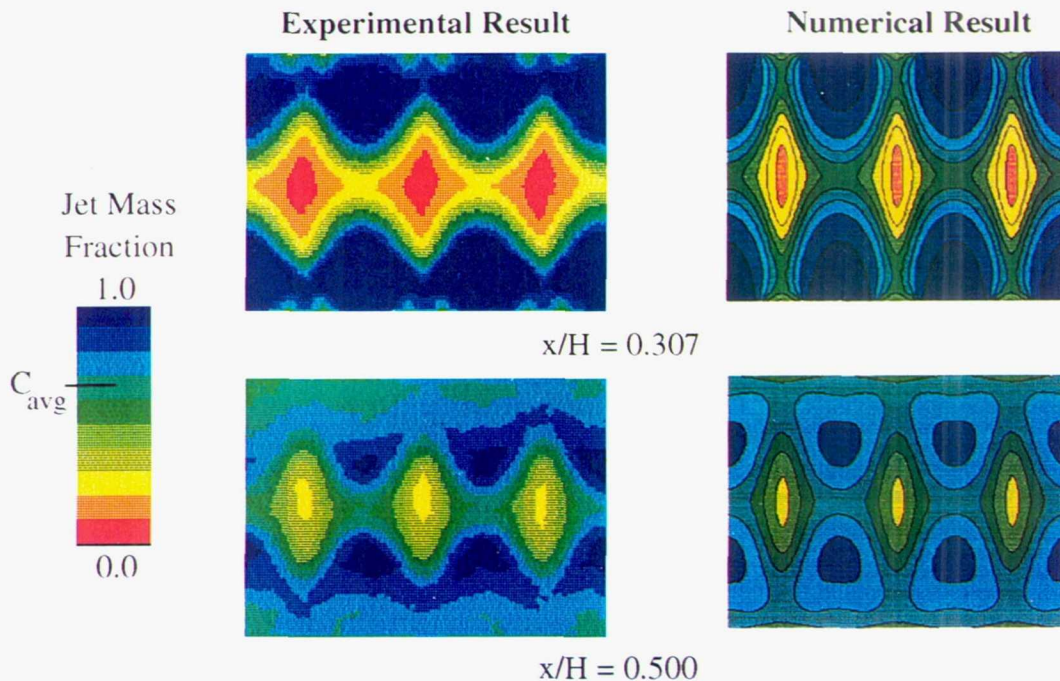 Experimental Result
Numerical Result
x/H = 0.307
Jet Mass
Fraction
1.0
C avg
0.0
x/H = 0.500